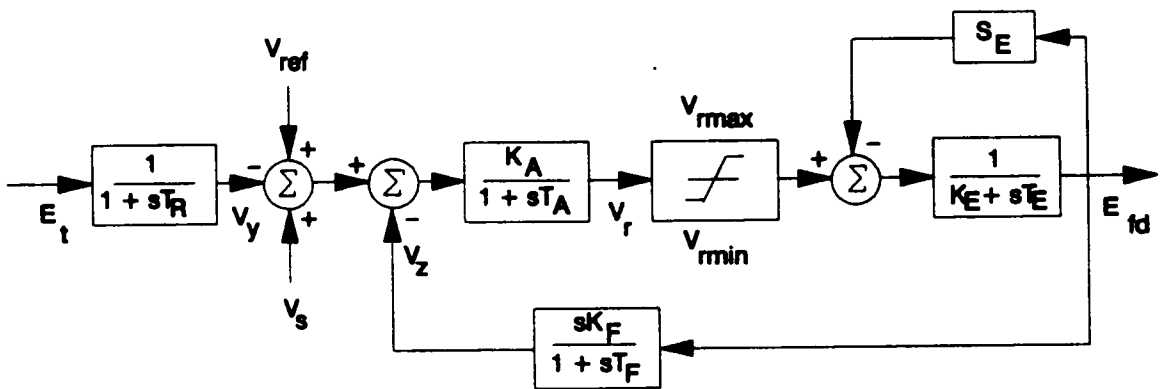 S_E
V_ref
V_rmax
1
1 + sT_R
- + +
Σ
+ -
Σ
K_A
1 + sT_A
+ -
Σ
1
K_E + sT_E
E_t
V_y
V_r
E_fd
V_rmin
V_z
V_s
sK_F
1 + sT_F